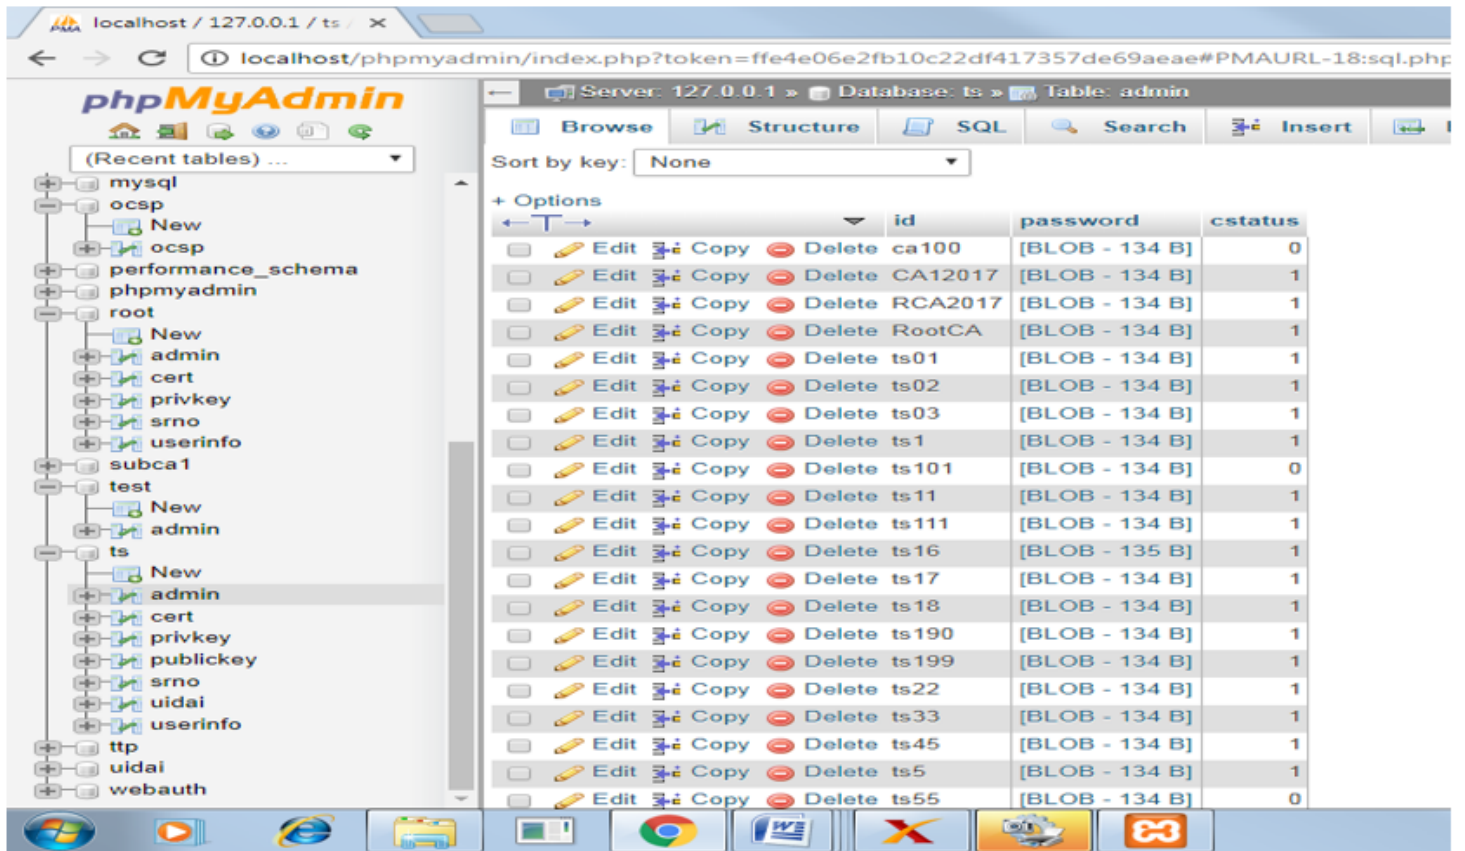 localhost / 127.0.0.1 / ts /
localhost/phpmyadmin/index.php?token=ffe4e06e2fb10c22df417357de69aeae#PMAURL-18:sql.php
phpMyAdmin
(Recent tables) ...
mysql
ocsp
New
ocsp
performance_schema
phpmyadmin
root
New
admin
cert
privkey
srno
userinfo
subca1
test
New
admin
ts
New
admin
cert
privkey
publickey
srno
uidai
userinfo
ttp
uidai
webauth
Server: 127.0.0.1 » Database: ts » Table: admin
Browse Structure SQL Search Insert
Sort by key: None
+ Options
id password cstatus
Edit Copy Delete ca100 [BLOB - 134 B] 0
Edit Copy Delete CA12017 [BLOB - 134 B] 1
Edit Copy Delete RCA2017 [BLOB - 134 B] 1
Edit Copy Delete RootCA [BLOB - 134 B] 1
Edit Copy Delete ts01 [BLOB - 134 B] 1
Edit Copy Delete ts02 [BLOB - 134 B] 1
Edit Copy Delete ts03 [BLOB - 134 B] 1
Edit Copy Delete ts1 [BLOB - 134 B] 1
Edit Copy Delete ts101 [BLOB - 134 B] 0
Edit Copy Delete ts11 [BLOB - 134 B] 1
Edit Copy Delete ts111 [BLOB - 134 B] 1
Edit Copy Delete ts16 [BLOB - 135 B] 1
Edit Copy Delete ts17 [BLOB - 134 B] 1
Edit Copy Delete ts18 [BLOB - 134 B] 1
Edit Copy Delete ts190 [BLOB - 134 B] 1
Edit Copy Delete ts199 [BLOB - 134 B] 1
Edit Copy Delete ts22 [BLOB - 134 B] 1
Edit Copy Delete ts33 [BLOB - 134 B] 1
Edit Copy Delete ts45 [BLOB - 134 B] 1
Edit Copy Delete ts5 [BLOB - 134 B] 1
Edit Copy Delete ts55 [BLOB - 134 B] 0